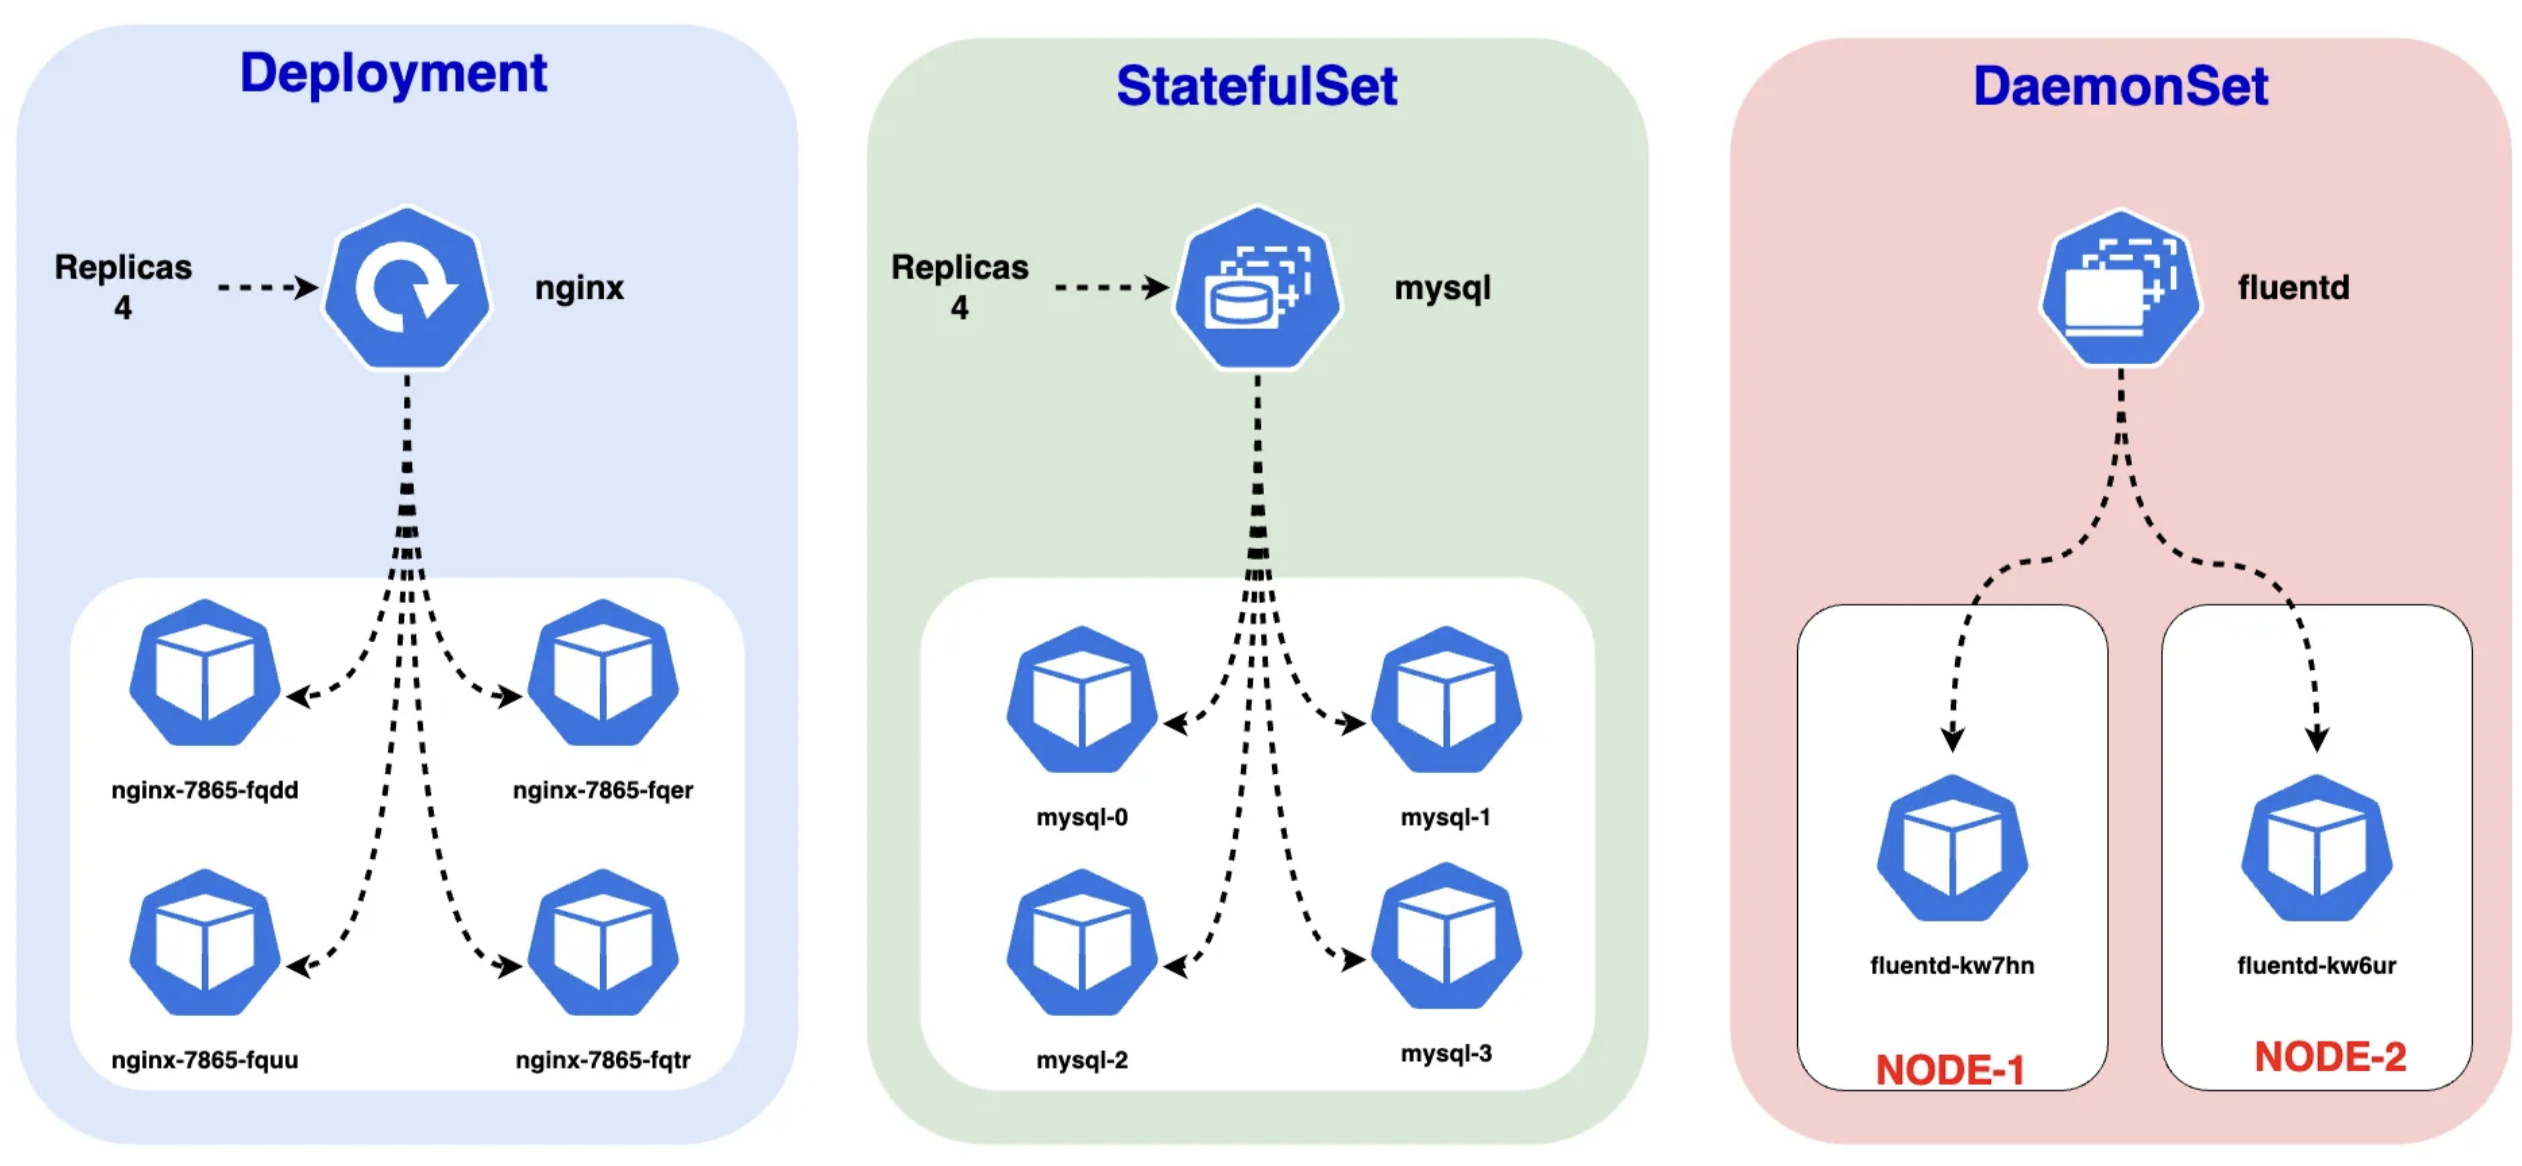 Deployment
Replicas
4
nginx
nginx-7865-fqdd
nginx-7865-fqer
nginx-7865-fquu
nginx-7865-fqtr
StatefulSet
Replicas
4
mysql
mysql-0
mysql-1
mysql-2
mysql-3
DaemonSet
fluentd
fluentd-kw7hn
NODE-1
fluentd-kw6ur
NODE-2